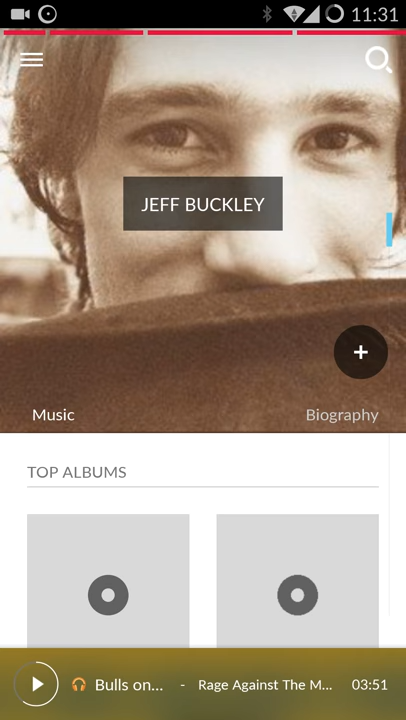 11:31
JEFF BUCKLEY
+
Music Biography
TOP ALBUMS
Bulls on... - Rage Against The M... 03:51